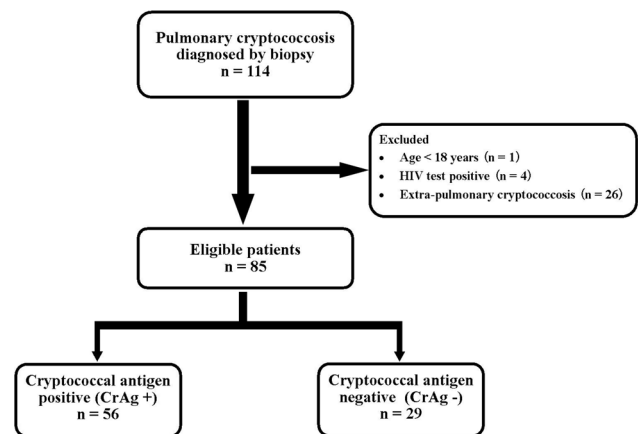 Pulmonary cryptococcosis
diagnosed by biopsy
n = 114
Excluded
• Age < 18 years (n = 1)
• HIV test positive (n = 4)
• Extra-pulmonary cryptococcosis (n = 26)
Eligible patients
n = 85
Cryptococcal antigen
positive (CrAg +)
n = 56
Cryptococcal antigen
negative (CrAg -)
n = 29